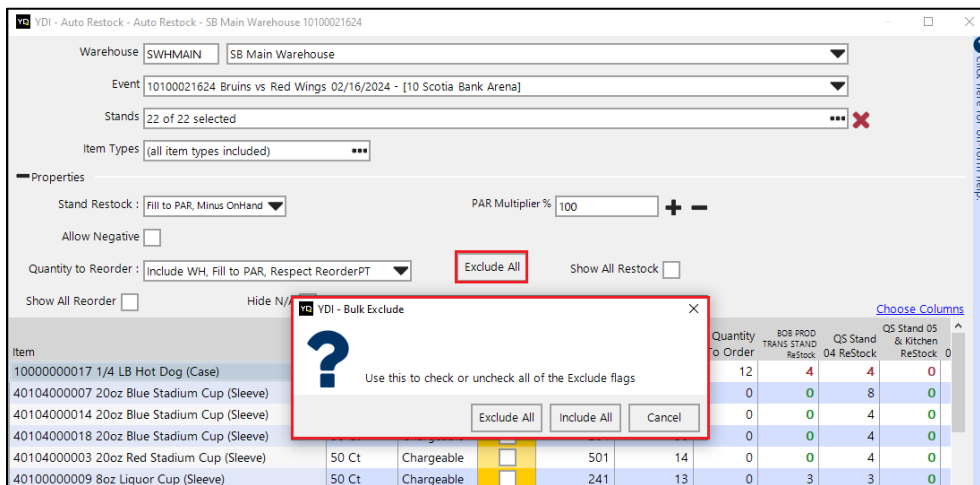 YDI - Auto Restock - Auto Restock - SB Main Warehouse 10100021624
Warehouse SWHMAIN SB Main Warehouse
Event 10100021624 Bruins vs Red Wings 02/16/2024 - [10 Scotia Bank Arena]
Stands 22 of 22 selected
Item Types (all item types included)
Properties
Stand Restock : Fill to PAR, Minus OnHand PAR Multiplier % 100
Allow Negative
Quantity to Reorder : Include WH, Fill to PAR, Respect ReorderPT Exclude All Show All Restock
Show All Reorder Hide N/A
Choose Columns
YDI - Bulk Exclude
Use this to check or uncheck all of the Exclude flags
Exclude All Include All Cancel
Item Quantity To Order BOB PROD TRANS STAND ReStock QS Stand 04 ReStock QS Stand 05 & Kitchen ReStock 0
10000000017 1/4 LB Hot Dog (Case) 12 4 4 0
40104000007 20oz Blue Stadium Cup (Sleeve) 0 0 8 0
40104000014 20oz Blue Stadium Cup (Sleeve) 0 0 4 0
40104000018 20oz Blue Stadium Cup (Sleeve) 0 0 4 0
40104000003 20oz Red Stadium Cup (Sleeve) 50 Ct Chargeable 501 14 0 0 4 0
40100000009 8oz Liquor Cup (Sleeve) 50 Ct Chargeable 241 13 0 3 3 0
Click here for on-form help.